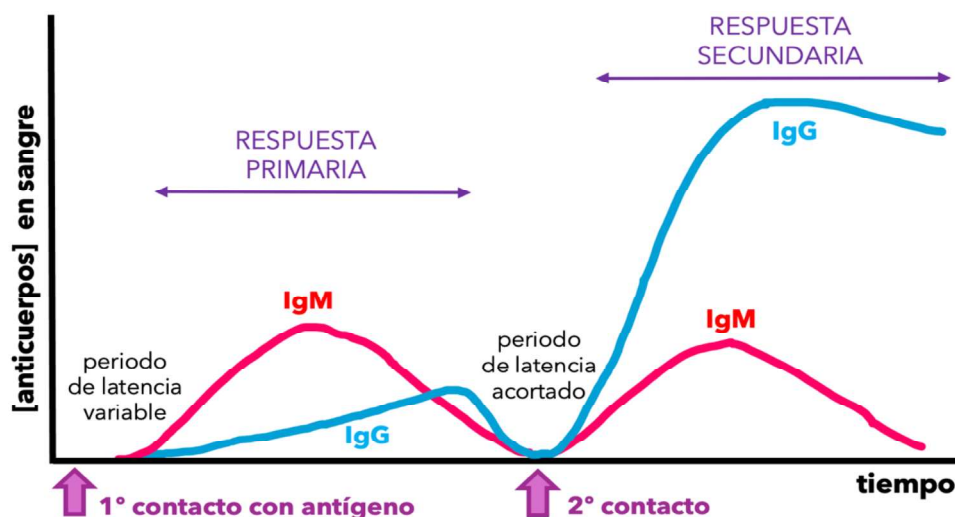 [anticuerpos] en sangre
RESPUESTA
PRIMARIA
RESPUESTA
SECUNDARIA
IgG
IgM
IgM
periodo
de latencia
variable
periodo
de latencia
acortado
IgG
tiempo
1° contacto con antígeno
2° contacto